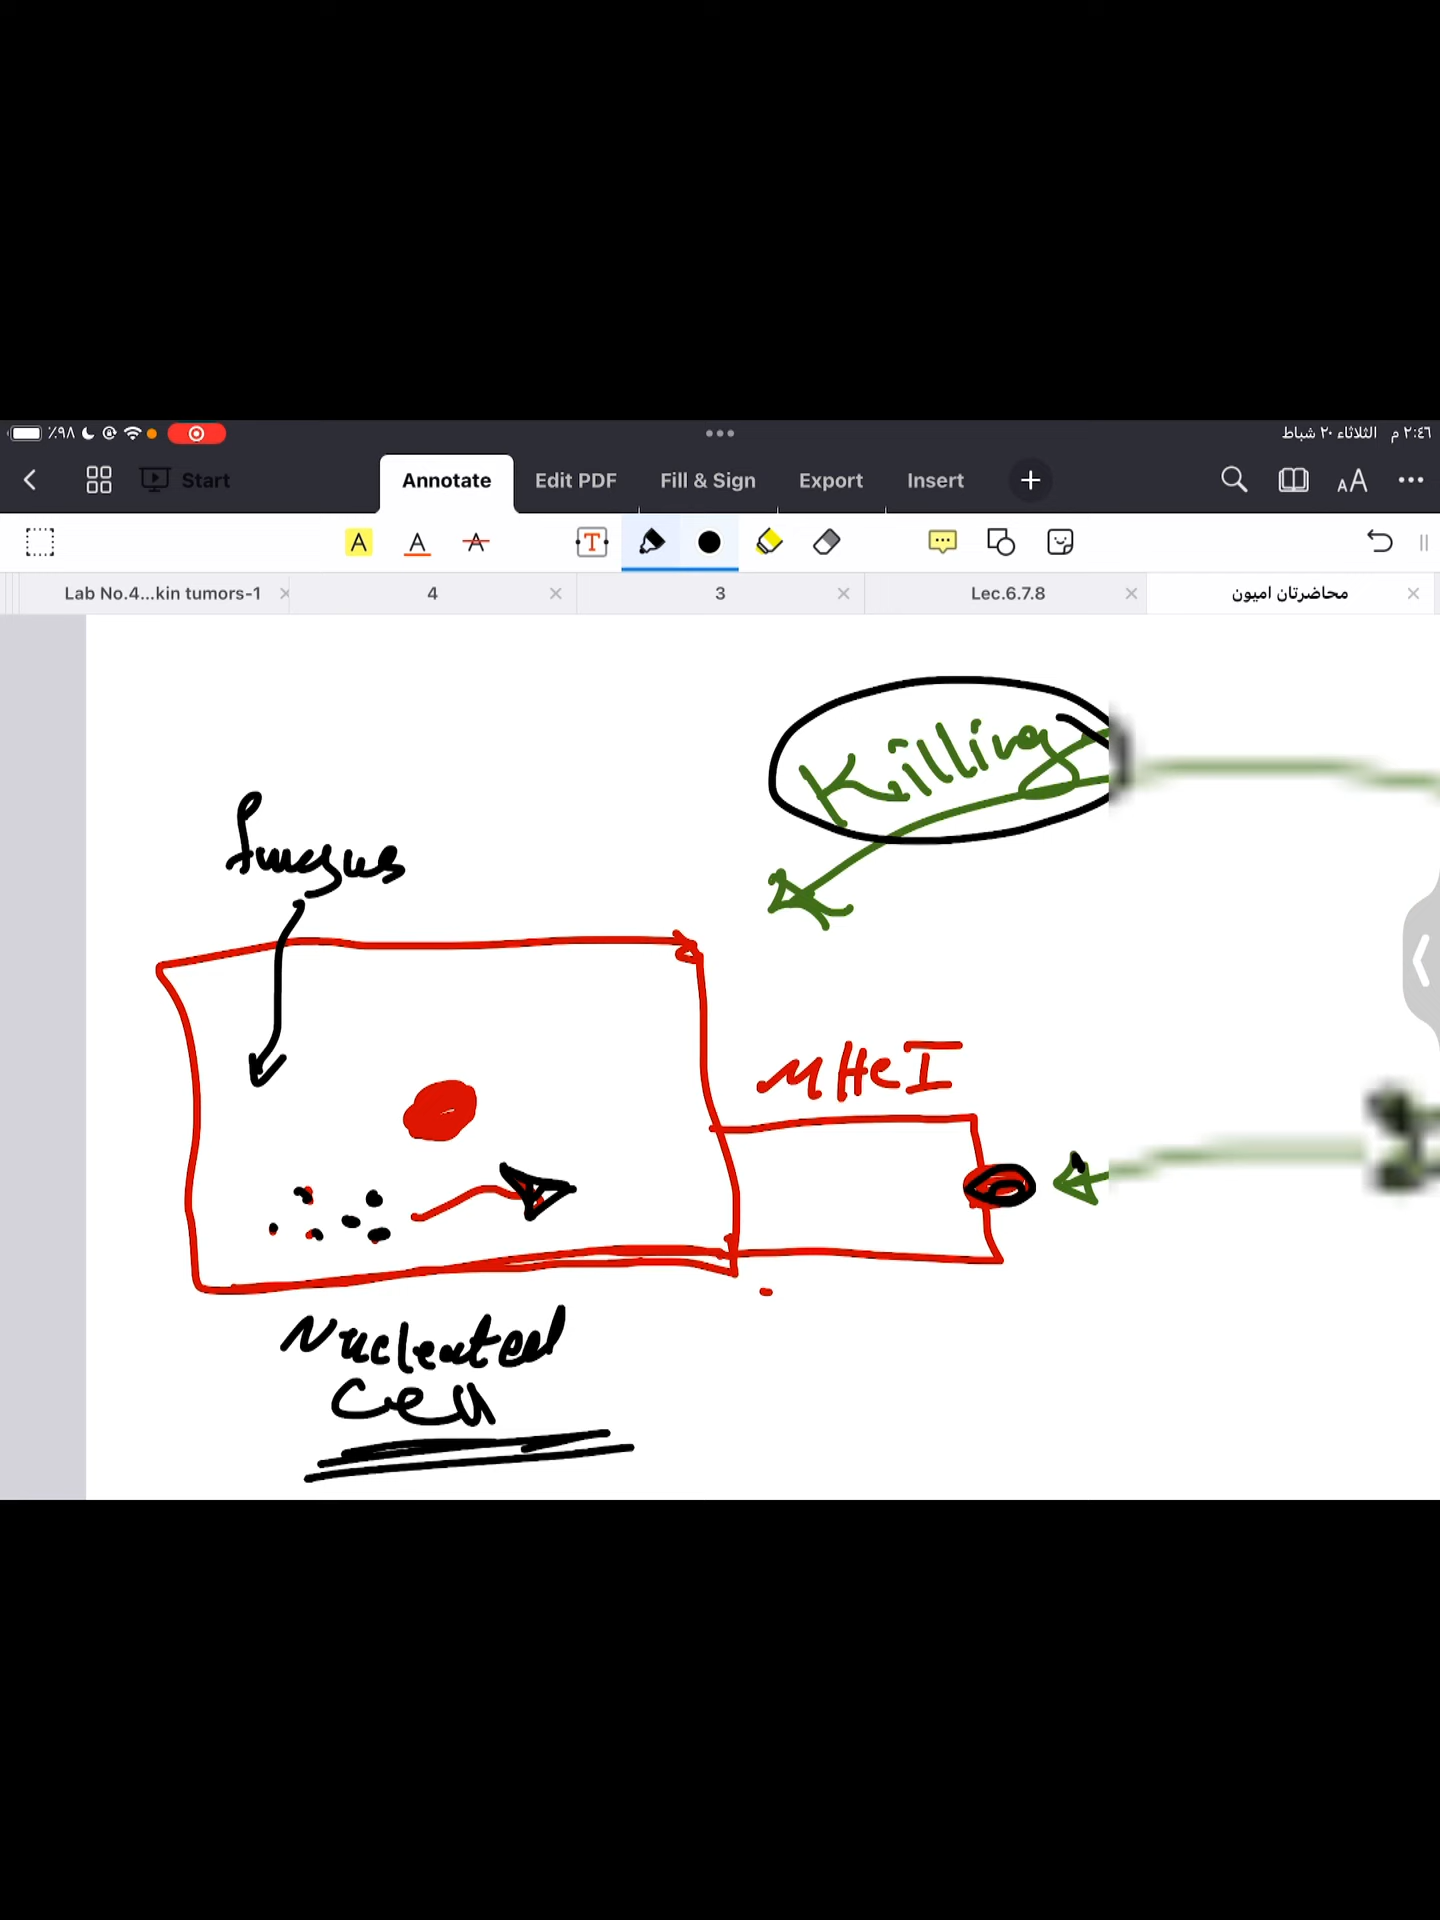 ٪٩٨
٢:٤٦ م الثلاثاء ٢٠ شباط
Start
Annotate
Edit PDF
Fill & Sign
Export
Insert
AA
A
A
A
T
Lab No.4...kin tumors-1
4
3
Lec.6.7.8
محاضرتان اميون
Killing
fungus
MHC I
Nucleated
Cell